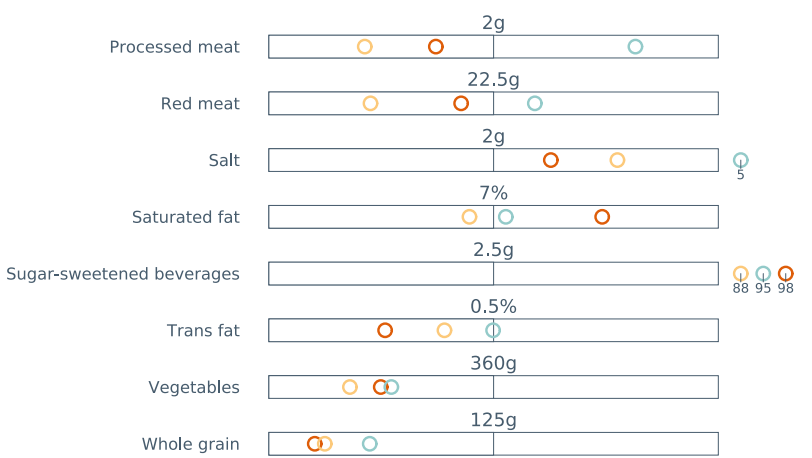 2g
Processed meat
22.5g
Red meat
2g
Salt
5
7%
Saturated fat
2.5g
Sugar-sweetened beverages
88 95 98
0.5%
Trans fat
360g
Vegetables
125g
Whole grain